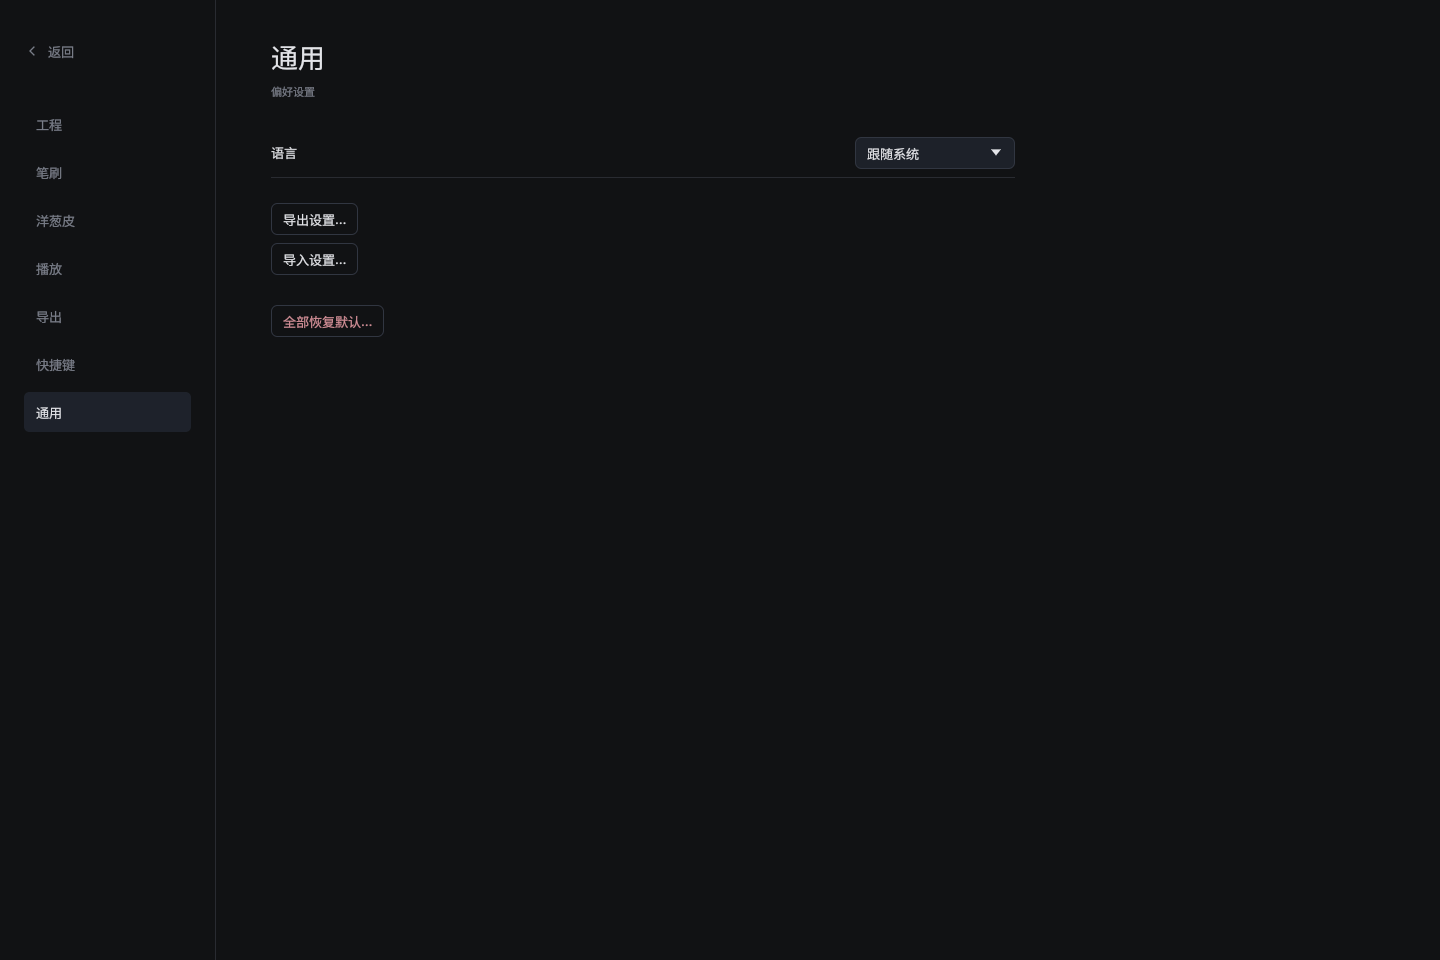 返回
工程
笔刷
洋葱皮
播放
导出
快捷键
通用
通用
偏好设置
语言
跟随系统
导出设置...
导入设置...
全部恢复默认...